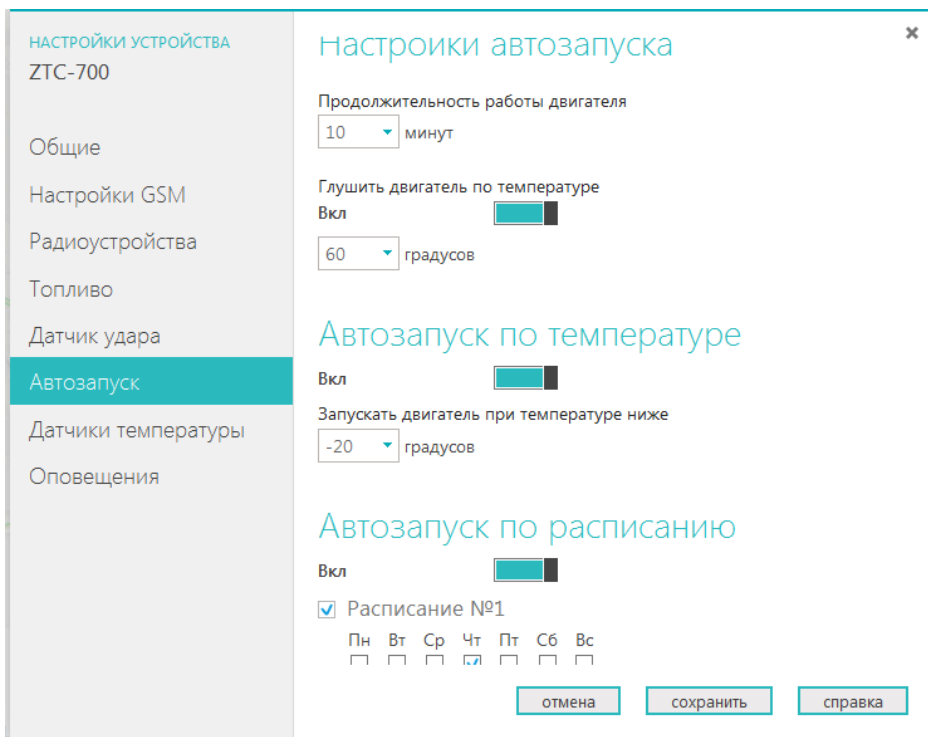 НАСТРОЙКИ УСТРОЙСТВА
ZTC-700
Общие
Настройки GSM
Радиоустройства
Топливо
Датчик удара
Автозапуск
Датчики температуры
Оповещения
Настройки автозапуска
Продолжительность работы двигателя
10 минут
Глушить двигатель по температуре
Вкл
60 градусов
Автозапуск по температуре
Вкл
Запускать двигатель при температуре ниже
-20 градусов
Автозапуск по расписанию
Вкл
Расписание №1
Пн Вт Ср Чт Пт Сб Вс
отмена сохранить справка